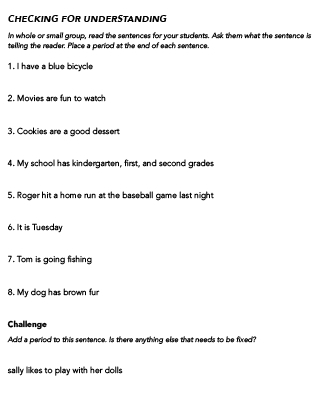 CHECKING FOR UNDERSTANDING
In whole or small group, read the sentences for your students. Ask them what the sentence is
telling the reader. Place a period at the end of each sentence.
1. I have a blue bicycle
2. Movies are fun to watch
3. Cookies are a good dessert
4. My school has kindergarten, first, and second grades
5. Roger hit a home run at the baseball game last night
6. It is Tuesday
7. Tom is going fishing
8. My dog has brown fur
Challenge
Add a period to this sentence. Is there anything else that needs to be fixed?
sally likes to play with her dolls